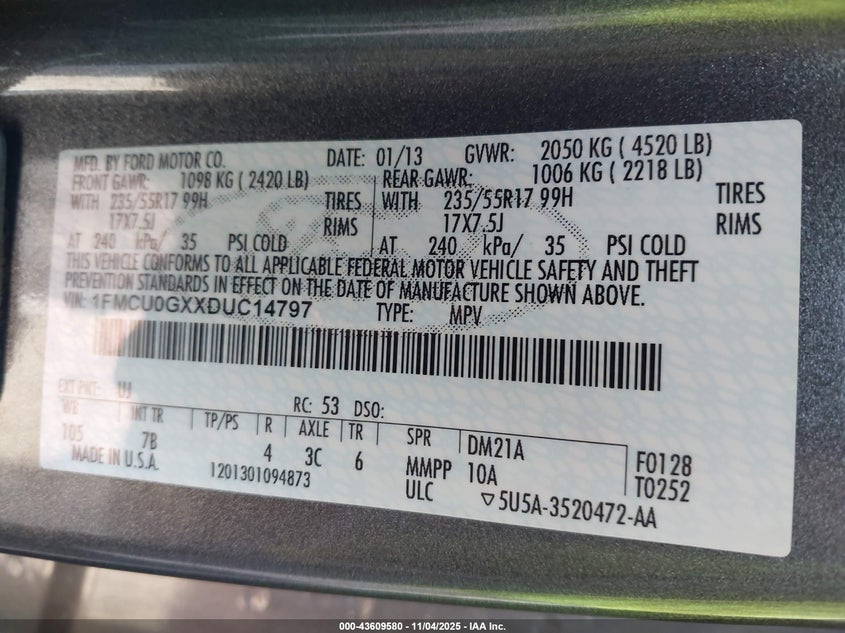 MFD. BY FORD MOTOR CO. DATE: 01/13 GVWR: 2050 KG ( 4520 LB)
FRONT GAWR: 1098 KG ( 2420 LB) REAR GAWR: 1006 KG ( 2218 LB)
WITH 235/55R17 99H TIRES WITH 235/55R17 99H TIRES
17X7.5J RIMS 17X7.5J RIMS
AT 240 kPa/ 35 PSI COLD AT 240 kPa/ 35 PSI COLD
THIS VEHICLE CONFORMS TO ALL APPLICABLE FEDERAL MOTOR VEHICLE SAFETY AND THEFT
PREVENTION STANDARDS IN EFFECT ON THE DATE OF MANUFACTURE SHOWN ABOVE.
VIN: 1FMCU0GXXDUC14797 TYPE: MPV
EXT PNT: UJ RC: 53 DSO:
WB INT TR TP/PS R AXLE TR SPR DM21A F0128
105 7B 4 3C 6 MMPP 10A T0252
MADE IN U.S.A. 1201301094873 ULC ▽5U5A-3520472-AA
000-43609580 - 11/04/2025 - IAA Inc.